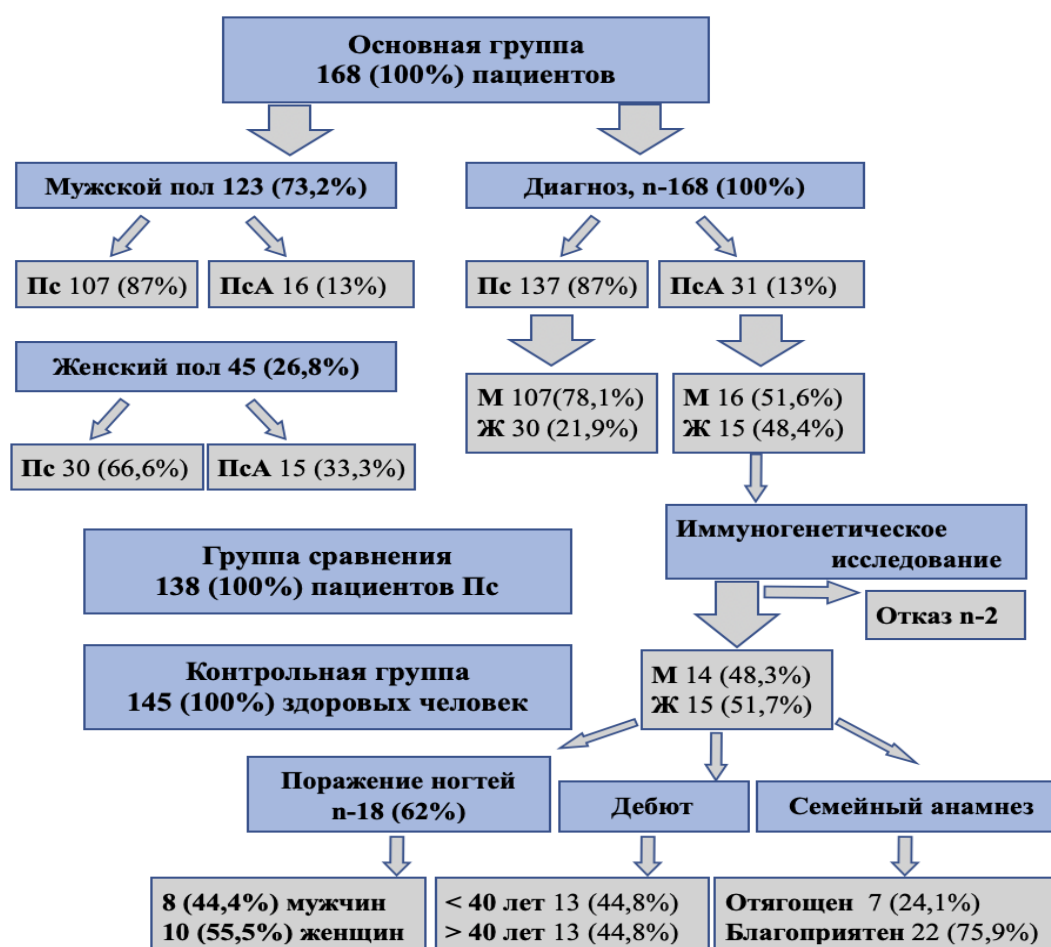 Основная группа
168 (100%) пациентов
Мужской пол 123 (73,2%)
Диагноз, n-168 (100%)
Пс 107 (87%)
ПсА 16 (13%)
Пс 137 (87%)
ПсА 31 (13%)
Женский пол 45 (26,8%)
М 107(78,1%)
Ж 30 (21,9%)
М 16 (51,6%)
Ж 15 (48,4%)
Пс 30 (66,6%)
ПсА 15 (33,3%)
Иммуногенетическое
исследование
Группа сравнения
138 (100%) пациентов Пс
Отказ n-2
Контрольная группа
145 (100%) здоровых человек
М 14 (48,3%)
Ж 15 (51,7%)
Поражение ногтей
n-18 (62%)
Дебют
Семейный анамнез
8 (44,4%) мужчин
10 (55,5%) женщин
< 40 лет 13 (44,8%)
> 40 лет 13 (44,8%)
Отягощен 7 (24,1%)
Благоприятен 22 (75,9%)